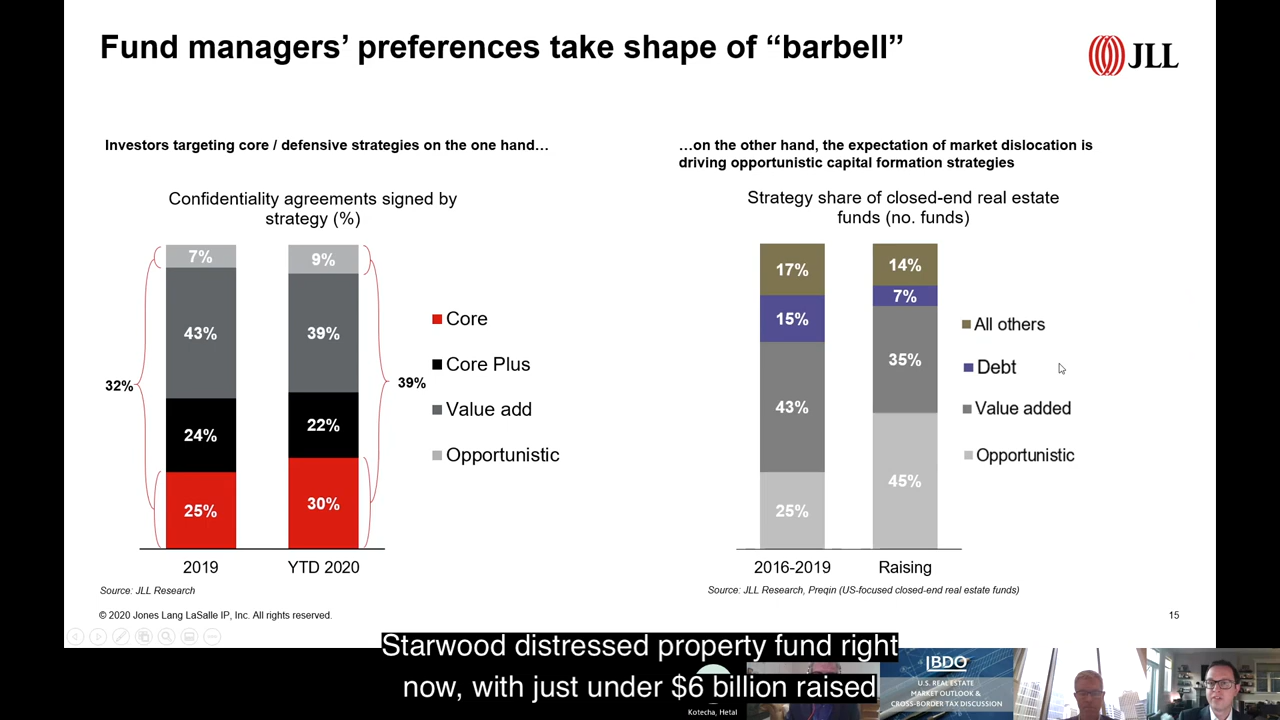 Fund managers’ preferences take shape of “barbell”
JLL
Investors targeting core / defensive strategies on the one hand…
…on the other hand, the expectation of market dislocation is
driving opportunistic capital formation strategies
Confidentiality agreements signed by
strategy (%)
7%
9%
43%
39%
24%
22%
25%
30%
32%
39%
2019
YTD 2020
Core
Core Plus
Value add
Opportunistic
Source: JLL Research
Strategy share of closed-end real estate
funds (no. funds)
17%
14%
15%
7%
43%
35%
25%
45%
2016-2019
Raising
All others
Debt
Value added
Opportunistic
Source: JLL Research, Preqin (US-focused closed-end real estate funds)
© 2020 Jones Lang LaSalle IP, Inc. All rights reserved.
15
Starwood distressed property fund right
now, with just under $6 billion raised
Kotecha, Hetal
BDO
U.S. REAL ESTATE
MARKET OUTLOOK &
CROSS-BORDER TAX DISCUSSION